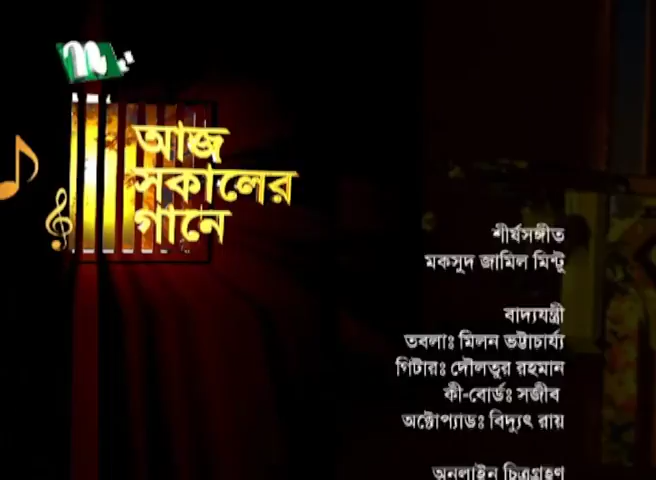 আজ
সকালের
গানে
শীর্ষসঙ্গীত
মকসুদ জামিল মিন্টু
বাদ্যযন্ত্রী
তবলাঃ মিলন ভট্টাচার্য্য
গিটারঃ দৌলতুর রহমান
কী-বোর্ডঃ সজীব
অক্টোপ্যাডঃ বিদ্যুৎ রায়
অনলাইন চিত্রগ্রহণ